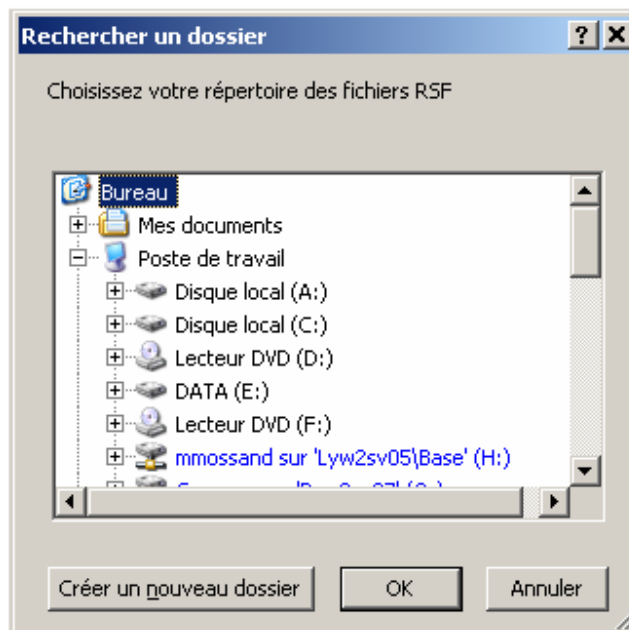 Rechercher un dossier
Choisissez votre répertoire des fichiers RSF
Bureau
Mes documents
Poste de travail
Disque local (A:)
Disque local (C:)
Lecteur DVD (D:)
DATA (E:)
Lecteur DVD (F:)
mmossand sur 'Lyw2sv05\Base' (H:)
Créer un nouveau dossier
OK
Annuler